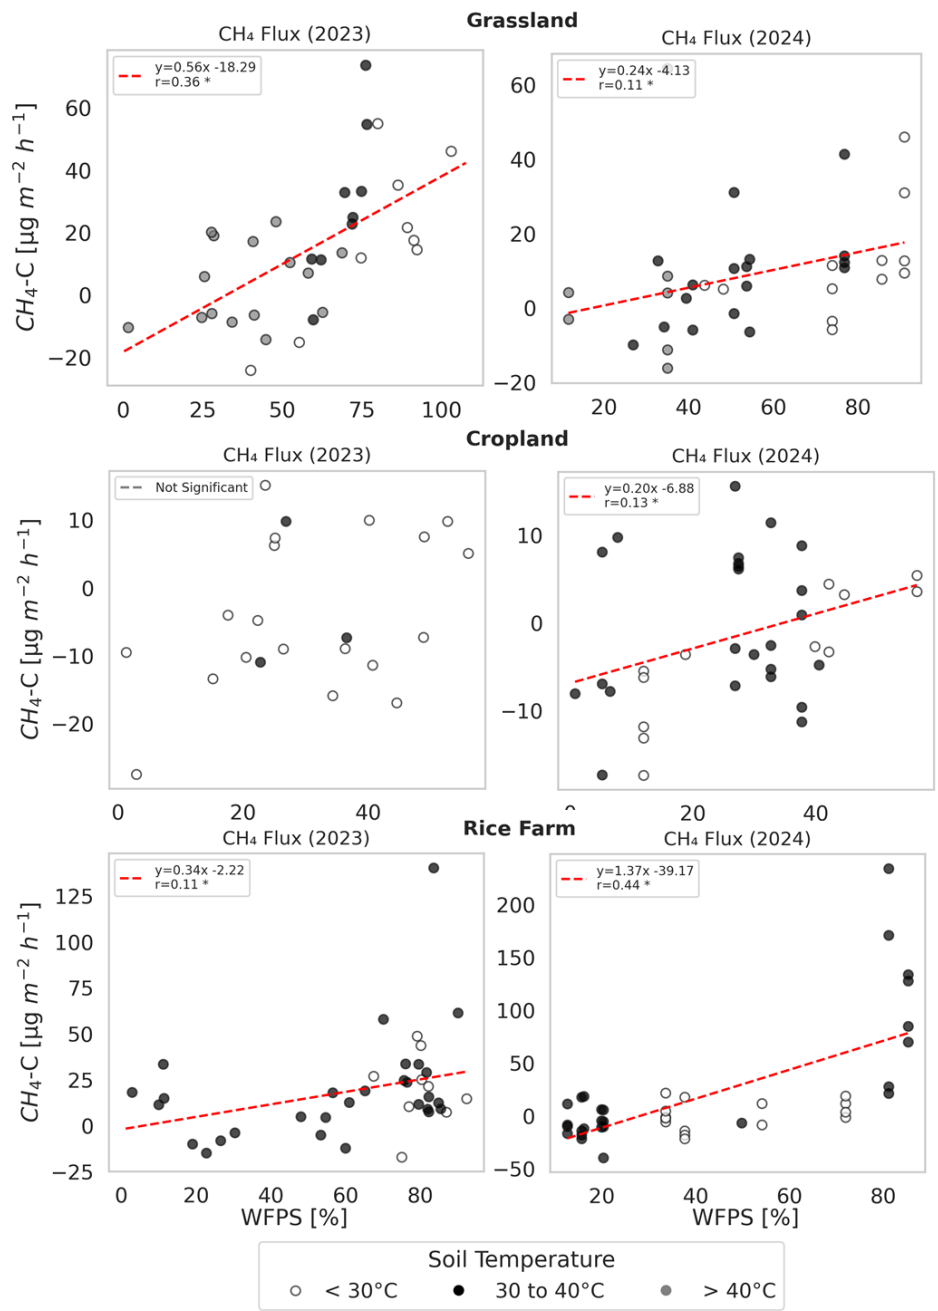 Grassland
CH₄ Flux (2023)
CH₄ Flux (2024)
y=0.56x -18.29
r=0.36 *
y=0.24x -4.13
r=0.11 *
CH₄-C [µg m⁻² h⁻¹]
60
40
20
0
−20
60
40
20
0
−20
0 25 50 75 100
20 40 60 80
Cropland
CH₄ Flux (2023)
CH₄ Flux (2024)
Not Significant
y=0.20x -6.88
r=0.13 *
CH₄-C [µg m⁻² h⁻¹]
10
0
−10
−20
10
0
−10
0 20 40
0 20 40
Rice Farm
CH₄ Flux (2023)
CH₄ Flux (2024)
y=0.34x -2.22
r=0.11 *
y=1.37x -39.17
r=0.44 *
CH₄-C [µg m⁻² h⁻¹]
125
100
75
50
25
0
−25
200
150
100
50
0
−50
0 20 40 60 80
20 40 60 80
WFPS [%]
WFPS [%]
Soil Temperature
< 30°C
30 to 40°C
> 40°C